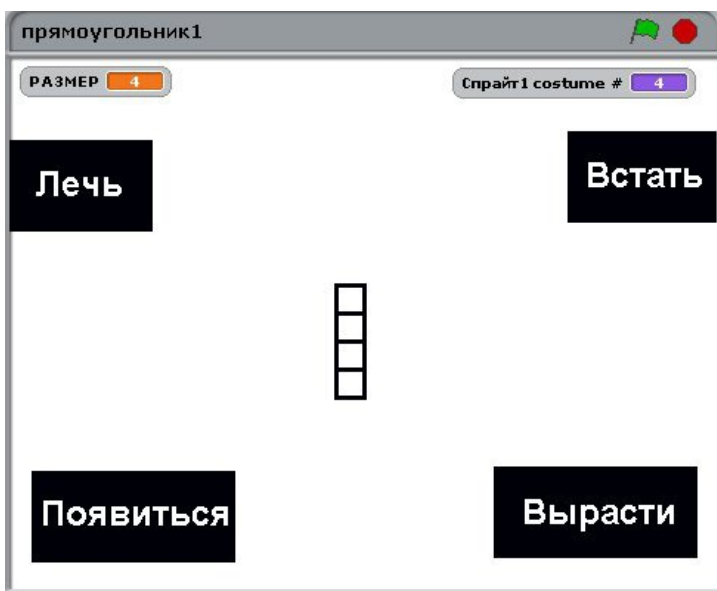 прямоугольник1
РАЗМЕР 4
Спрайт1 costume # 4
Лечь
Встать
Появиться
Вырасти